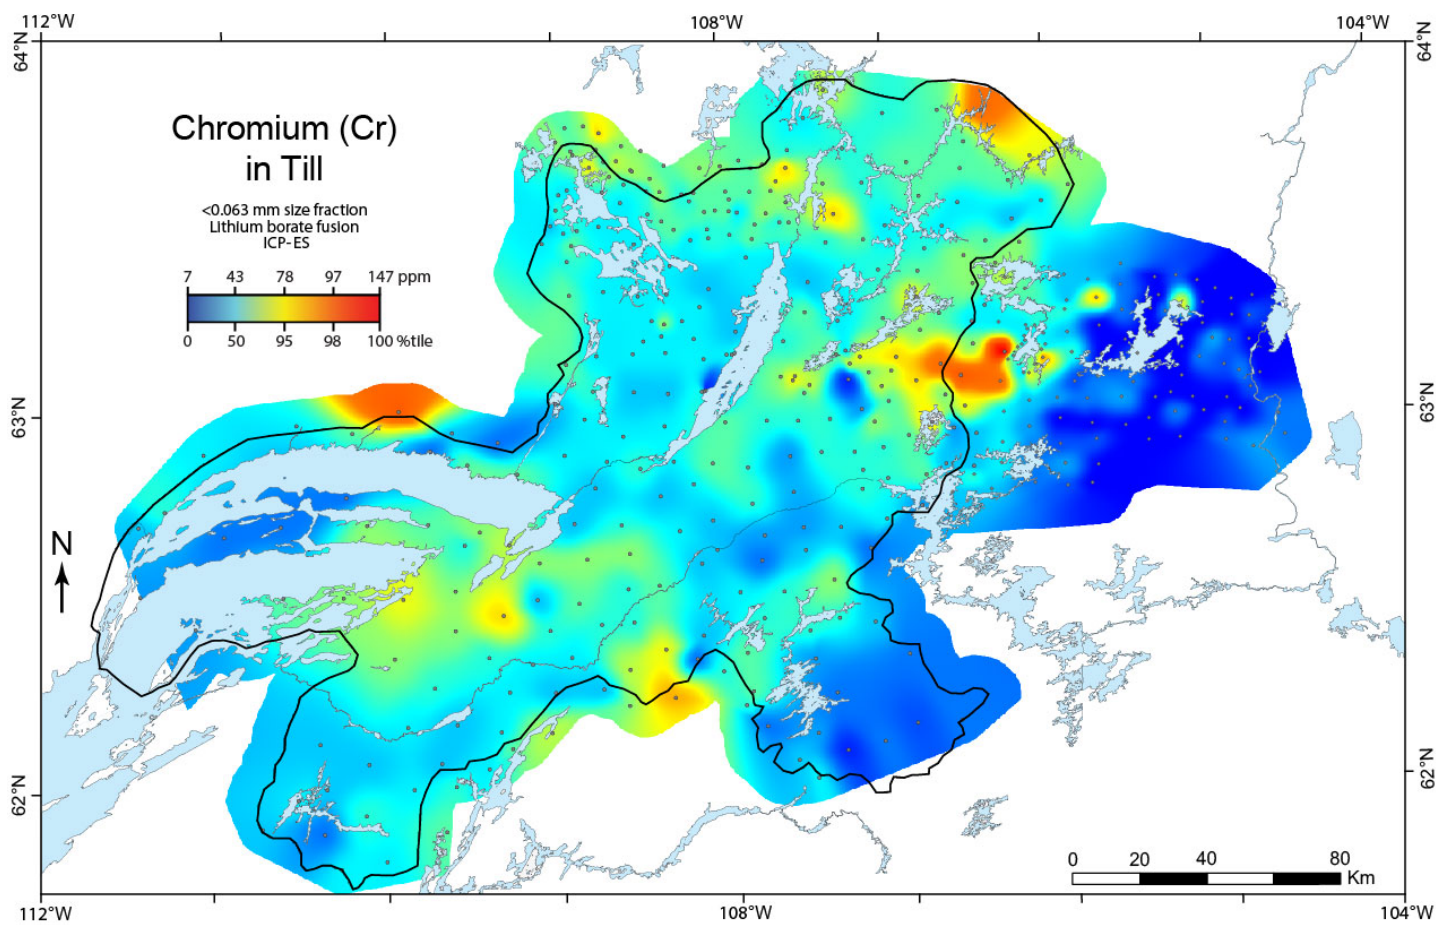 112°W 108°W 104°W
64°N 64°N
Chromium (Cr)
in Till
<0.063 mm size fraction
Lithium borate fusion
ICP-ES
7 43 78 97 147 ppm
0 50 95 98 100 %tile
63°N 63°N
N
62°N 62°N
0 20 40 80
Km
112°W 108°W 104°W